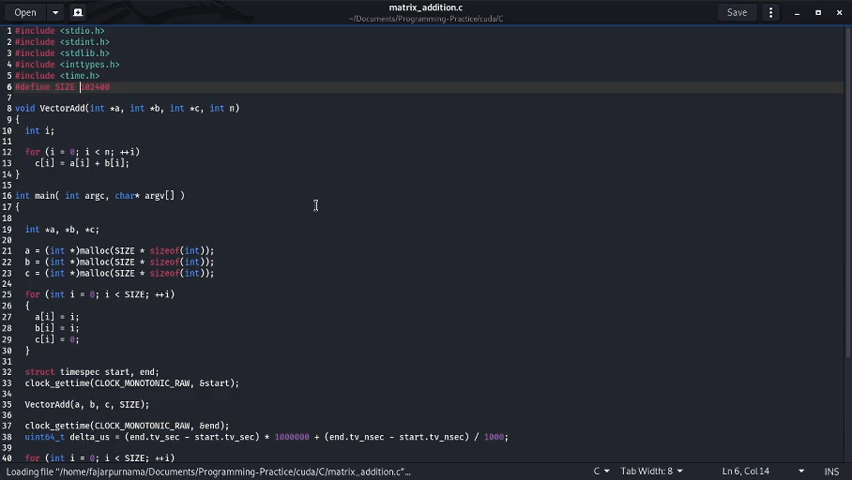 Open
matrix_addition.c
~/Documents/Programming-Practice/cuda/C
Save
1 #include <stdio.h>
2 #include <stdint.h>
3 #include <stdlib.h>
4 #include <inttypes.h>
5 #include <time.h>
6 #define SIZE 102400
7
8 void VectorAdd(int *a, int *b, int *c, int n)
9 {
10 int i;
11
12 for (i = 0; i < n; ++i)
13 c[i] = a[i] + b[i];
14 }
15
16 int main( int argc, char* argv[] )
17 {
18
19 int *a, *b, *c;
20
21 a = (int *)malloc(SIZE * sizeof(int));
22 b = (int *)malloc(SIZE * sizeof(int));
23 c = (int *)malloc(SIZE * sizeof(int));
24
25 for (int i = 0; i < SIZE; ++i)
26 {
27 a[i] = i;
28 b[i] = i;
29 c[i] = 0;
30 }
31
32 struct timespec start, end;
33 clock_gettime(CLOCK_MONOTONIC_RAW, &start);
34
35 VectorAdd(a, b, c, SIZE);
36
37 clock_gettime(CLOCK_MONOTONIC_RAW, &end);
38 uint64_t delta_us = (end.tv_sec - start.tv_sec) * 1000000 + (end.tv_nsec - start.tv_nsec) / 1000;
39
40 for (int i = 0; i < SIZE; ++i)
Loading file "/home/fajarpurnama/Documents/Programming-Practice/cuda/C/matrix_addition.c"… C Tab Width: 8 Ln 6, Col 14 INS